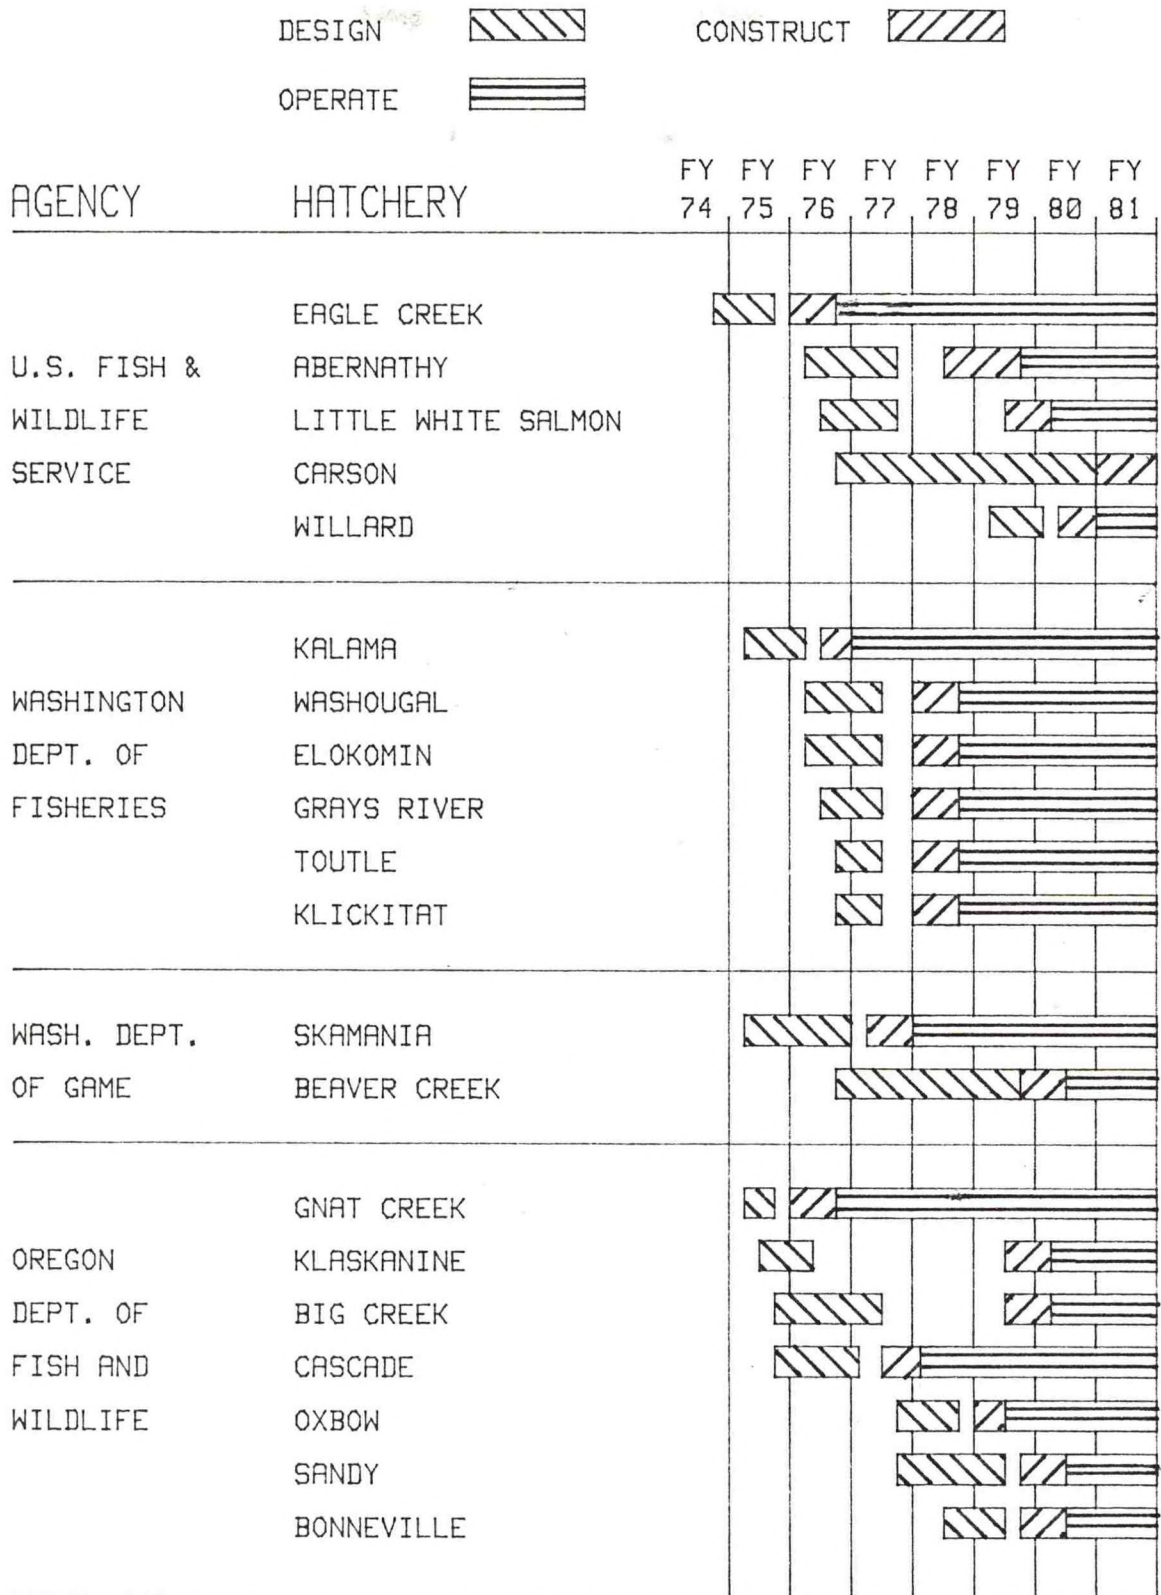 DESIGN CONSTRUCT
OPERATE
FY FY FY FY FY FY FY FY
AGENCY HATCHERY 74 75 76 77 78 79 80 81
EAGLE CREEK
U.S. FISH & ABERNATHY
WILDLIFE LITTLE WHITE SALMON
SERVICE CARSON
WILLARD
KALAMA
WASHINGTON WASHOUGAL
DEPT. OF ELOKOMIN
FISHERIES GRAYS RIVER
TOUTLE
KLICKITAT
WASH. DEPT. SKAMANIA
OF GAME BEAVER CREEK
GNAT CREEK
OREGON KLASKANINE
DEPT. OF BIG CREEK
FISH AND CASCADE
WILDLIFE OXBOW
SANDY
BONNEVILLE